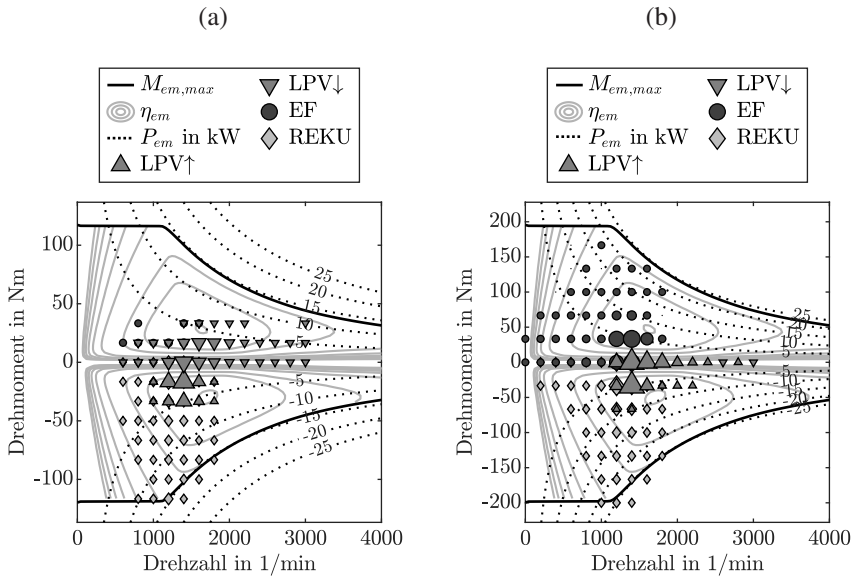 (a)
M_em,max
η_em
P_em in kW
LPV↑
LPV↓
EF
REKU
Drehmoment in Nm
100
50
0
-50
-100
25
20
15
10
5
-5
-10
-15
-20
-25
0 1000 2000 3000 4000
Drehzahl in 1/min
(b)
M_em,max
η_em
P_em in kW
LPV↑
LPV↓
EF
REKU
Drehmoment in Nm
200
150
100
50
0
-50
-100
-150
-200
25
20
15
10
5
-5
-10
-15
-20
-25
0 1000 2000 3000 4000
Drehzahl in 1/min